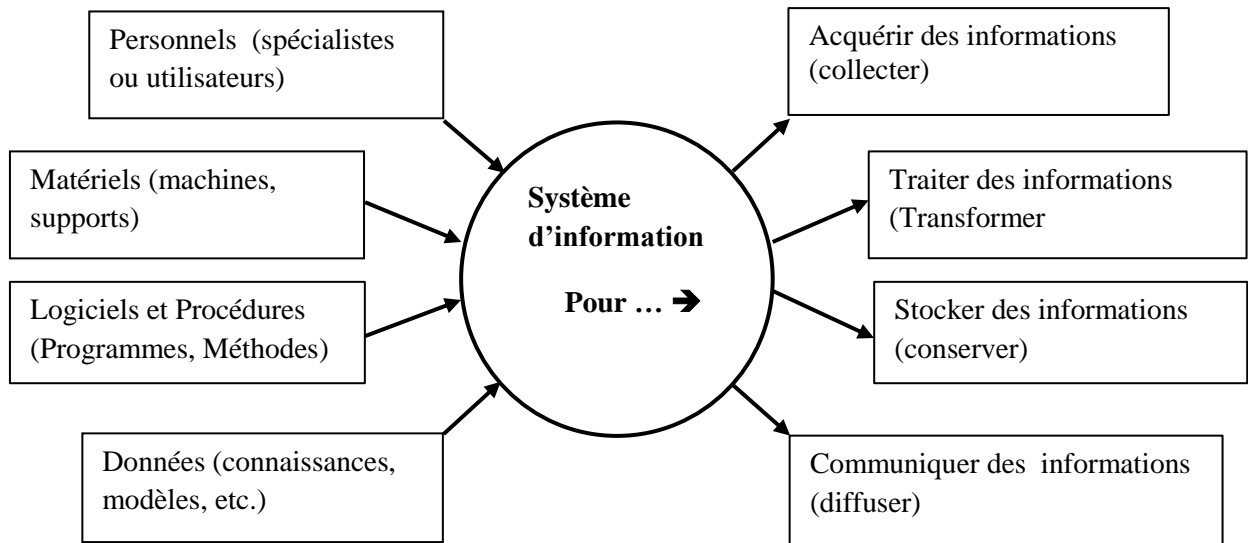 Personnels  (spécialistes
ou utilisateurs)
Matériels (machines,
supports)
Logiciels et Procédures
(Programmes, Méthodes)
Données (connaissances,
modèles, etc.)
Système
d’information
Pour … ➔
Acquérir des informations
(collecter)
Traiter des informations
(Transformer
Stocker des informations
(conserver)
Communiquer des  informations
(diffuser)